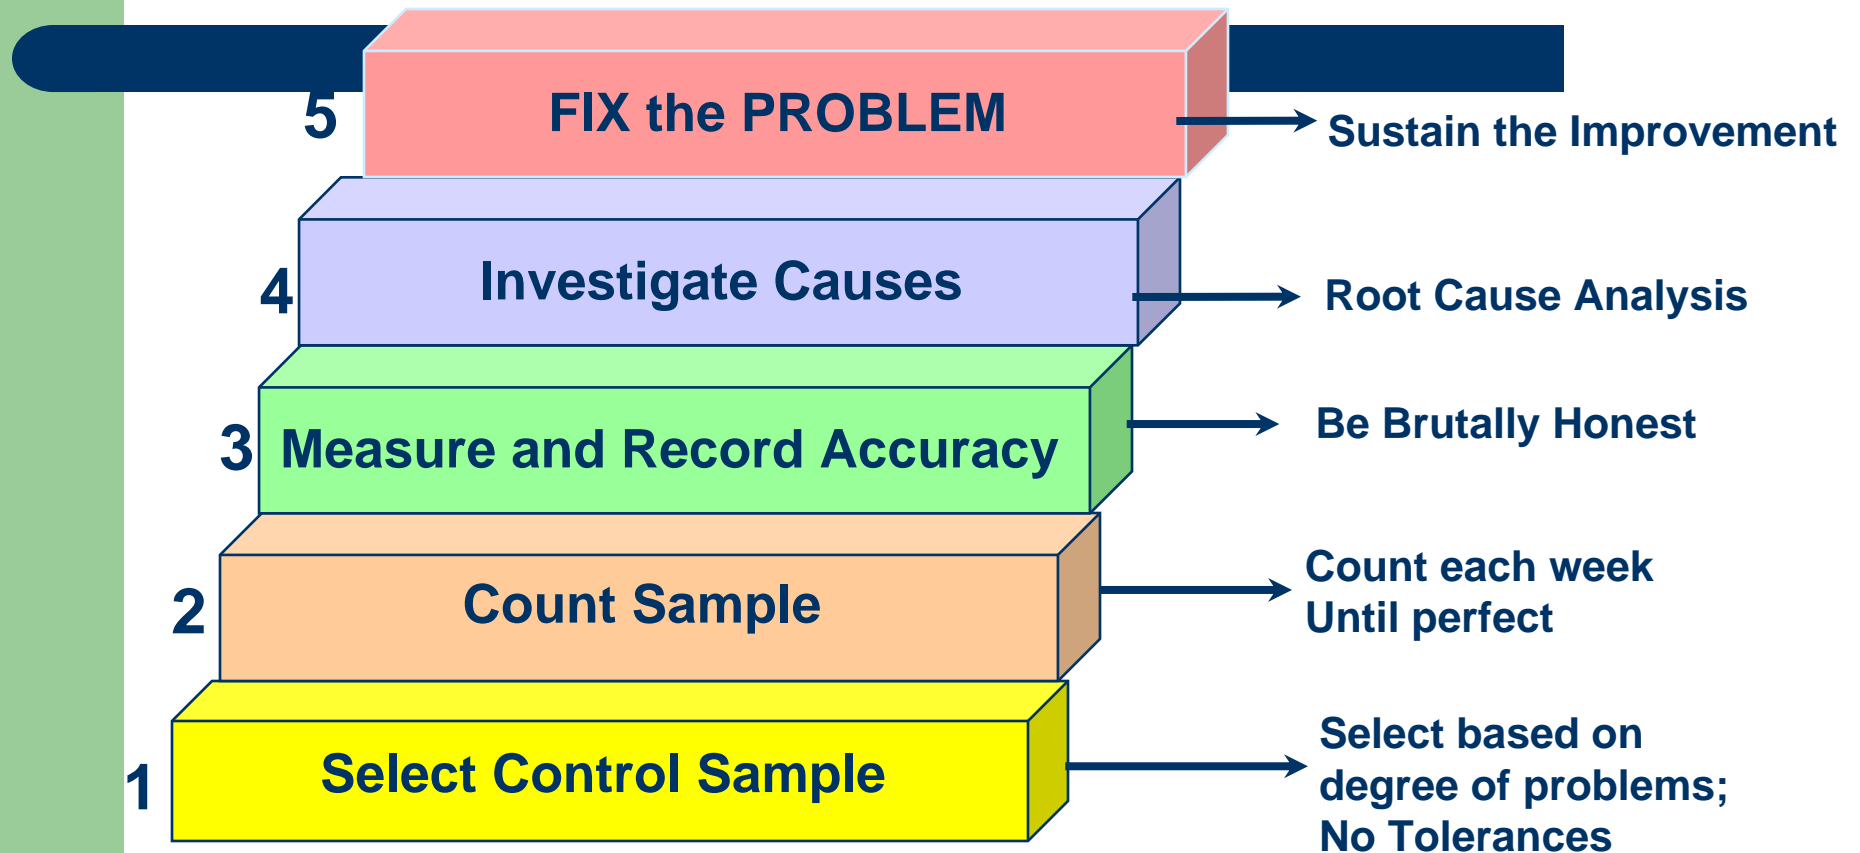 5
FIX the PROBLEM
Sustain the Improvement
4
Investigate Causes
Root Cause Analysis
3
Measure and Record Accuracy
Be Brutally Honest
2
Count Sample
Count each week
Until perfect
1
Select Control Sample
Select based on
degree of problems;
No Tolerances